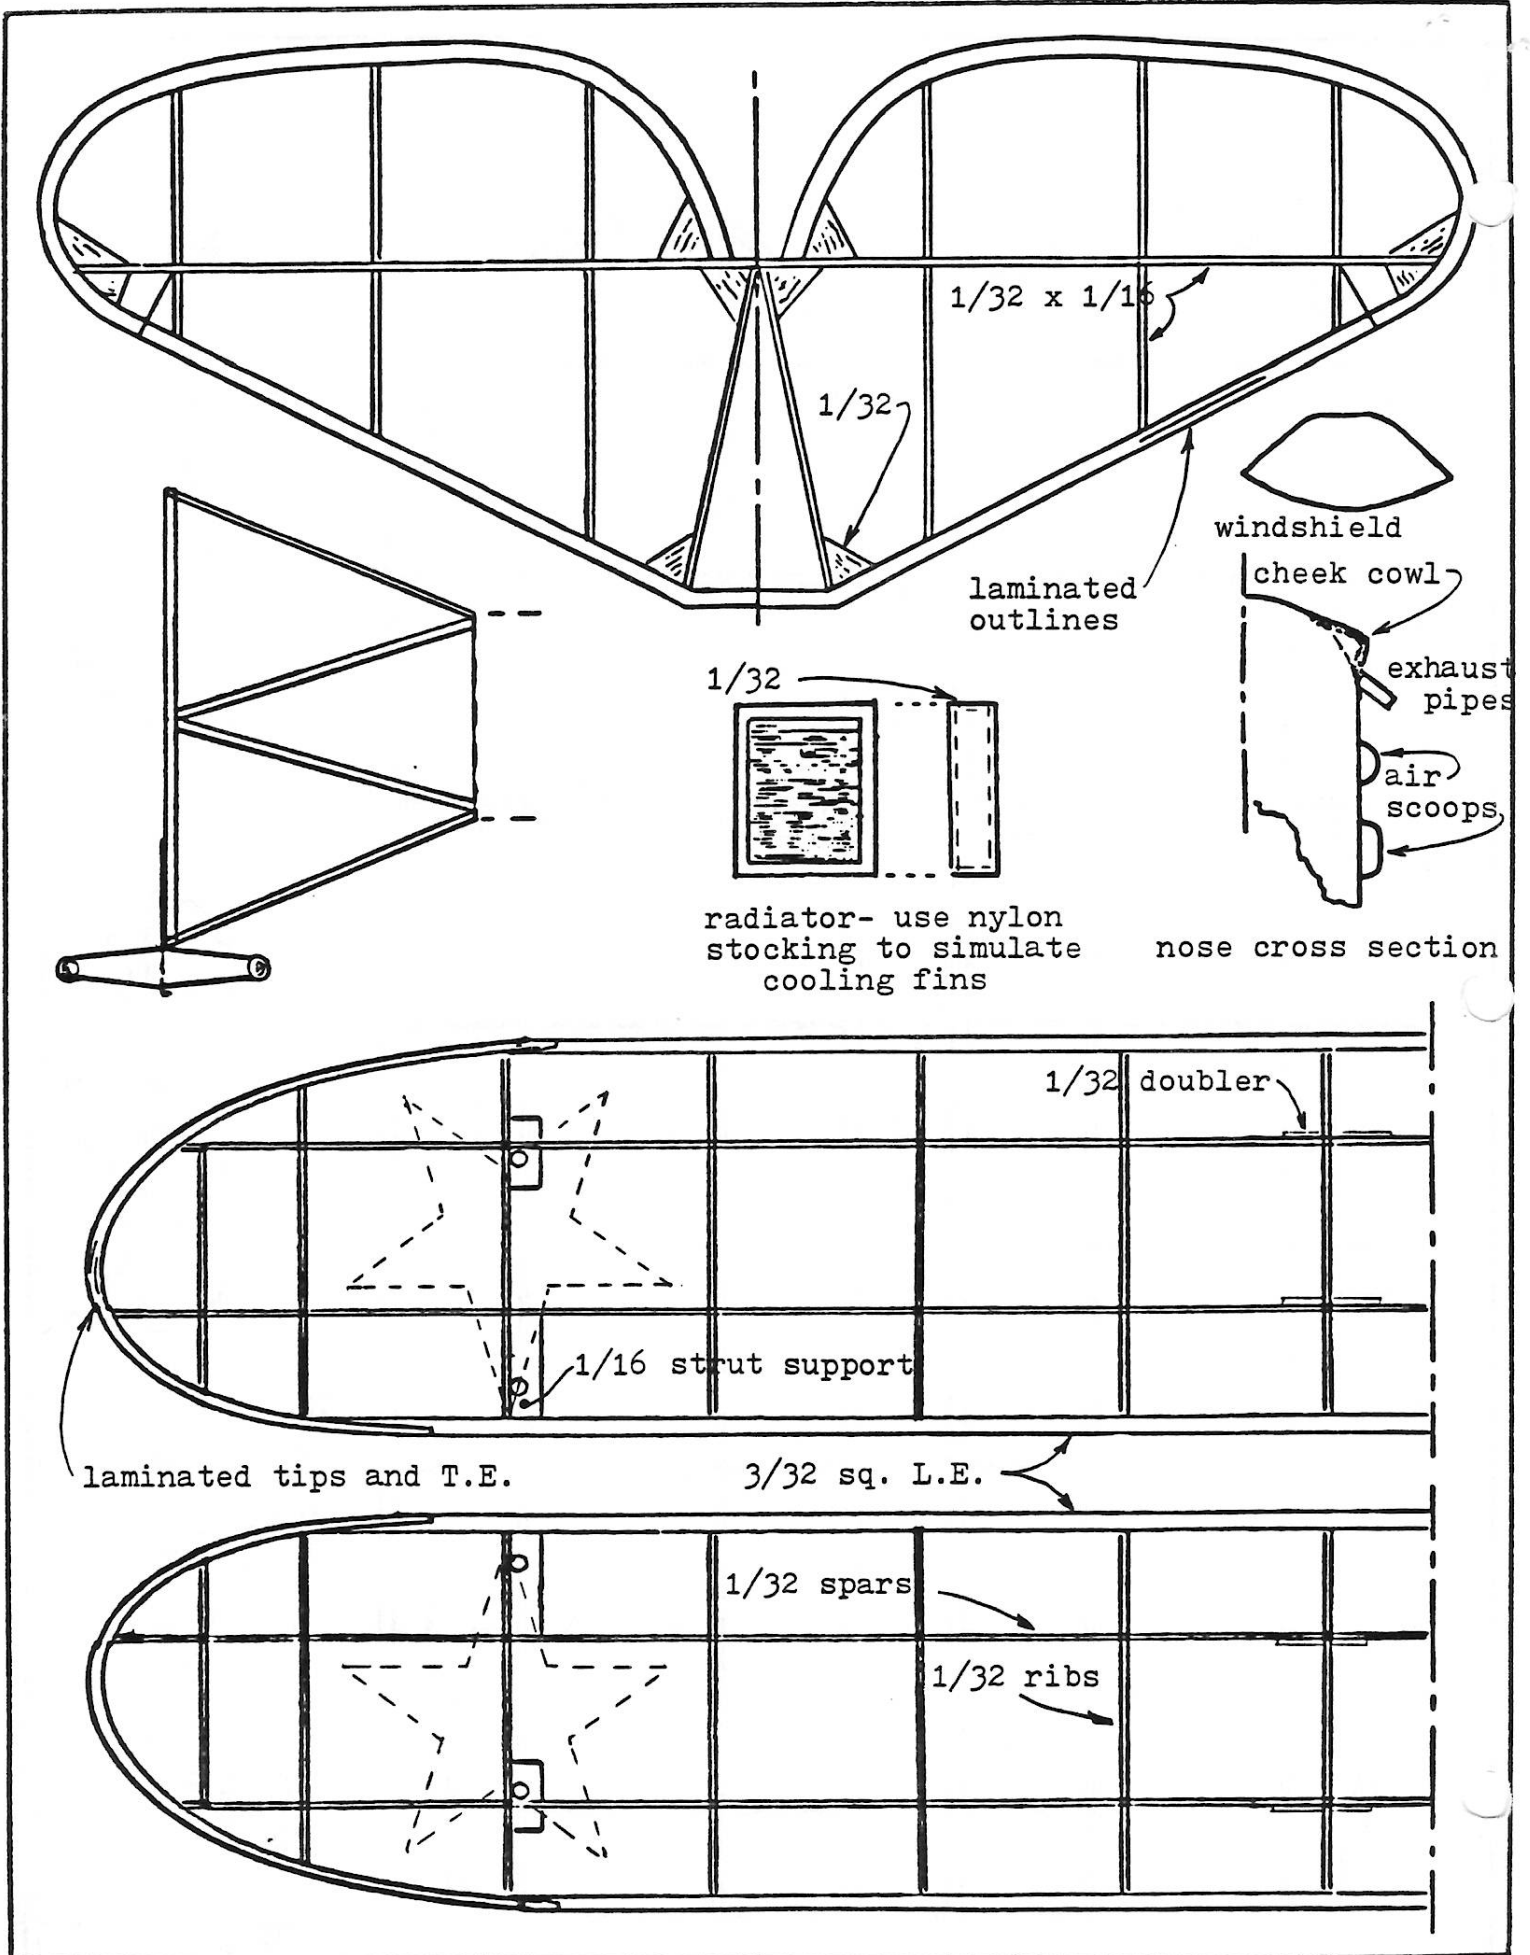 1/32 x 1/16
1/32
windshield
cheek cowl
laminated
outlines
exhaust
pipes
1/32
air
scoops
radiator- use nylon
stocking to simulate
cooling fins
nose cross section
1/32 doubler
1/16 strut support
laminated tips and T.E.
3/32 sq. L.E.
1/32 spars
1/32 ribs